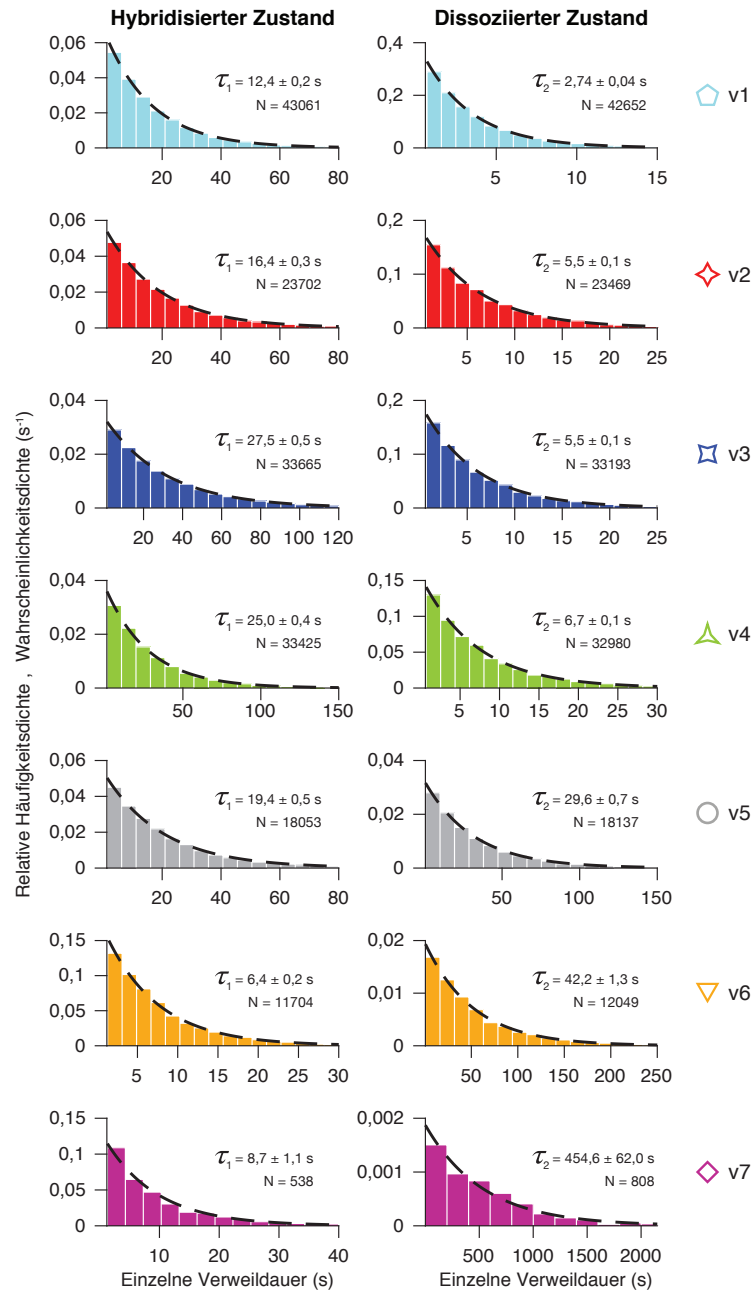 Hybridisierter Zustand
Dissoziierter Zustand
Relative Häufigkeitsdichte , Wahrscheinlichkeitsdichte (s⁻¹)
0,06
0,04
0,02
0
20 40 60 80
τ₁ = 12,4 ± 0,2 s
N = 43061
0,4
0,2
0
5 10 15
τ₂ = 2,74 ± 0,04 s
N = 42652
v1
0,06
0,04
0,02
0
20 40 60 80
τ₁ = 16,4 ± 0,3 s
N = 23702
0,2
0,1
0
5 10 15 20 25
τ₂ = 5,5 ± 0,1 s
N = 23469
v2
0,04
0,02
0
20 40 60 80 100 120
τ₁ = 27,5 ± 0,5 s
N = 33665
0,2
0,1
0
5 10 15 20 25
τ₂ = 5,5 ± 0,1 s
N = 33193
v3
0,04
0,02
0
50 100 150
τ₁ = 25,0 ± 0,4 s
N = 33425
0,15
0,1
0,05
0
5 10 15 20 25 30
τ₂ = 6,7 ± 0,1 s
N = 32980
v4
0,06
0,04
0,02
0
20 40 60 80
τ₁ = 19,4 ± 0,5 s
N = 18053
0,04
0,02
0
50 100 150
τ₂ = 29,6 ± 0,7 s
N = 18137
v5
0,15
0,1
0,05
0
5 10 15 20 25 30
τ₁ = 6,4 ± 0,2 s
N = 11704
0,02
0,01
0
50 100 150 200 250
τ₂ = 42,2 ± 1,3 s
N = 12049
v6
0,15
0,1
0,05
0
10 20 30 40
τ₁ = 8,7 ± 1,1 s
N = 538
0,002
0,001
0
500 1000 1500 2000
τ₂ = 454,6 ± 62,0 s
N = 808
v7
Einzelne Verweildauer (s)
Einzelne Verweildauer (s)